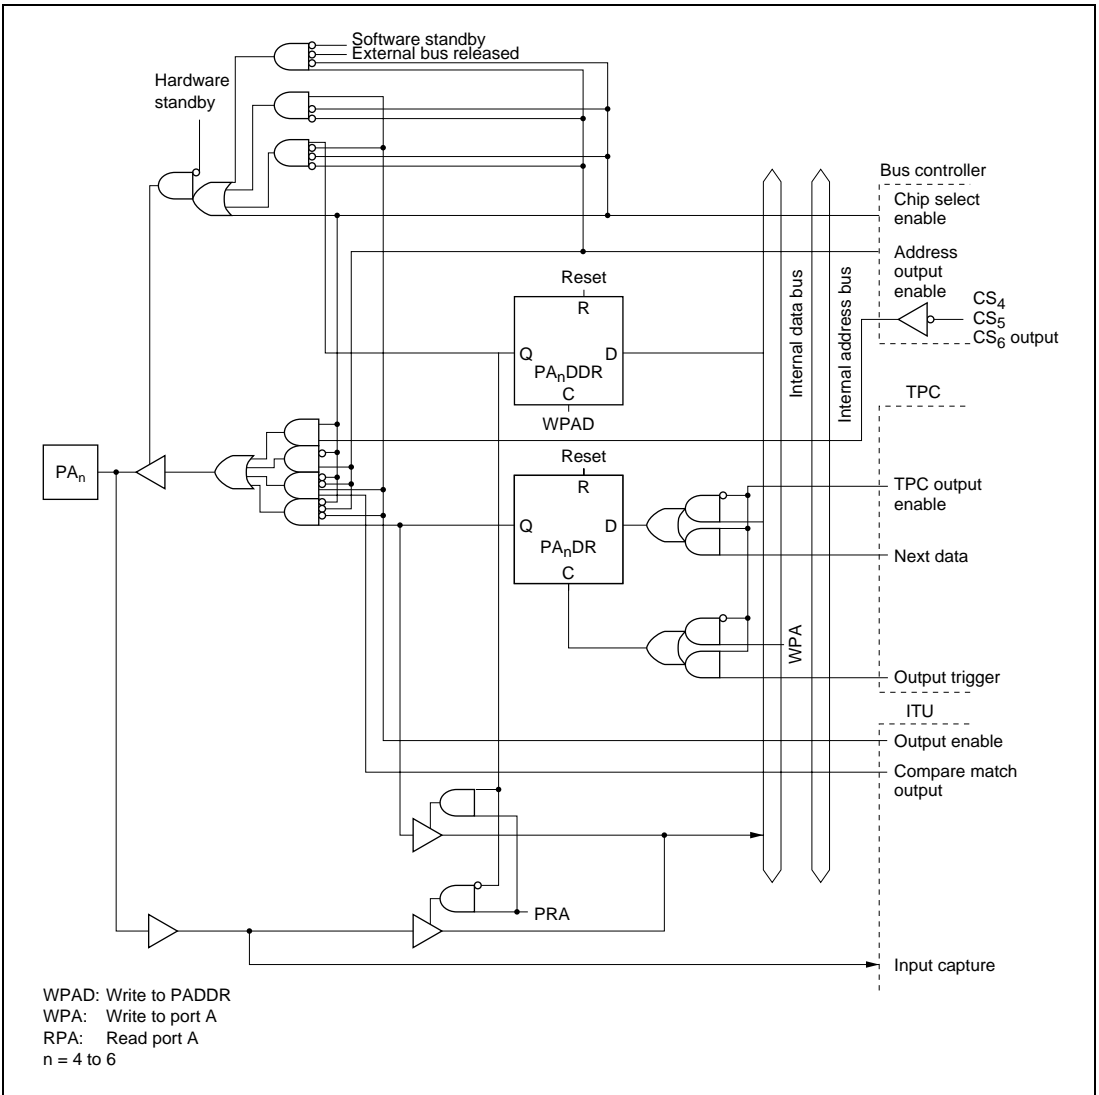 Software standby
External bus released
Hardware
standby
Bus controller
Chip select
enable
Address
output
enable
CS4
CS5
CS6 output
Internal data bus
Internal address bus
Reset
R
Q
D
PAnDDR
C
WPAD
TPC
PAn
Reset
R
Q
D
PAnDR
C
TPC output
enable
Next data
WPA
Output trigger
ITU
Output enable
Compare match
output
PRA
Input capture
WPAD: Write to PADDR
WPA: Write to port A
RPA: Read port A
n = 4 to 6